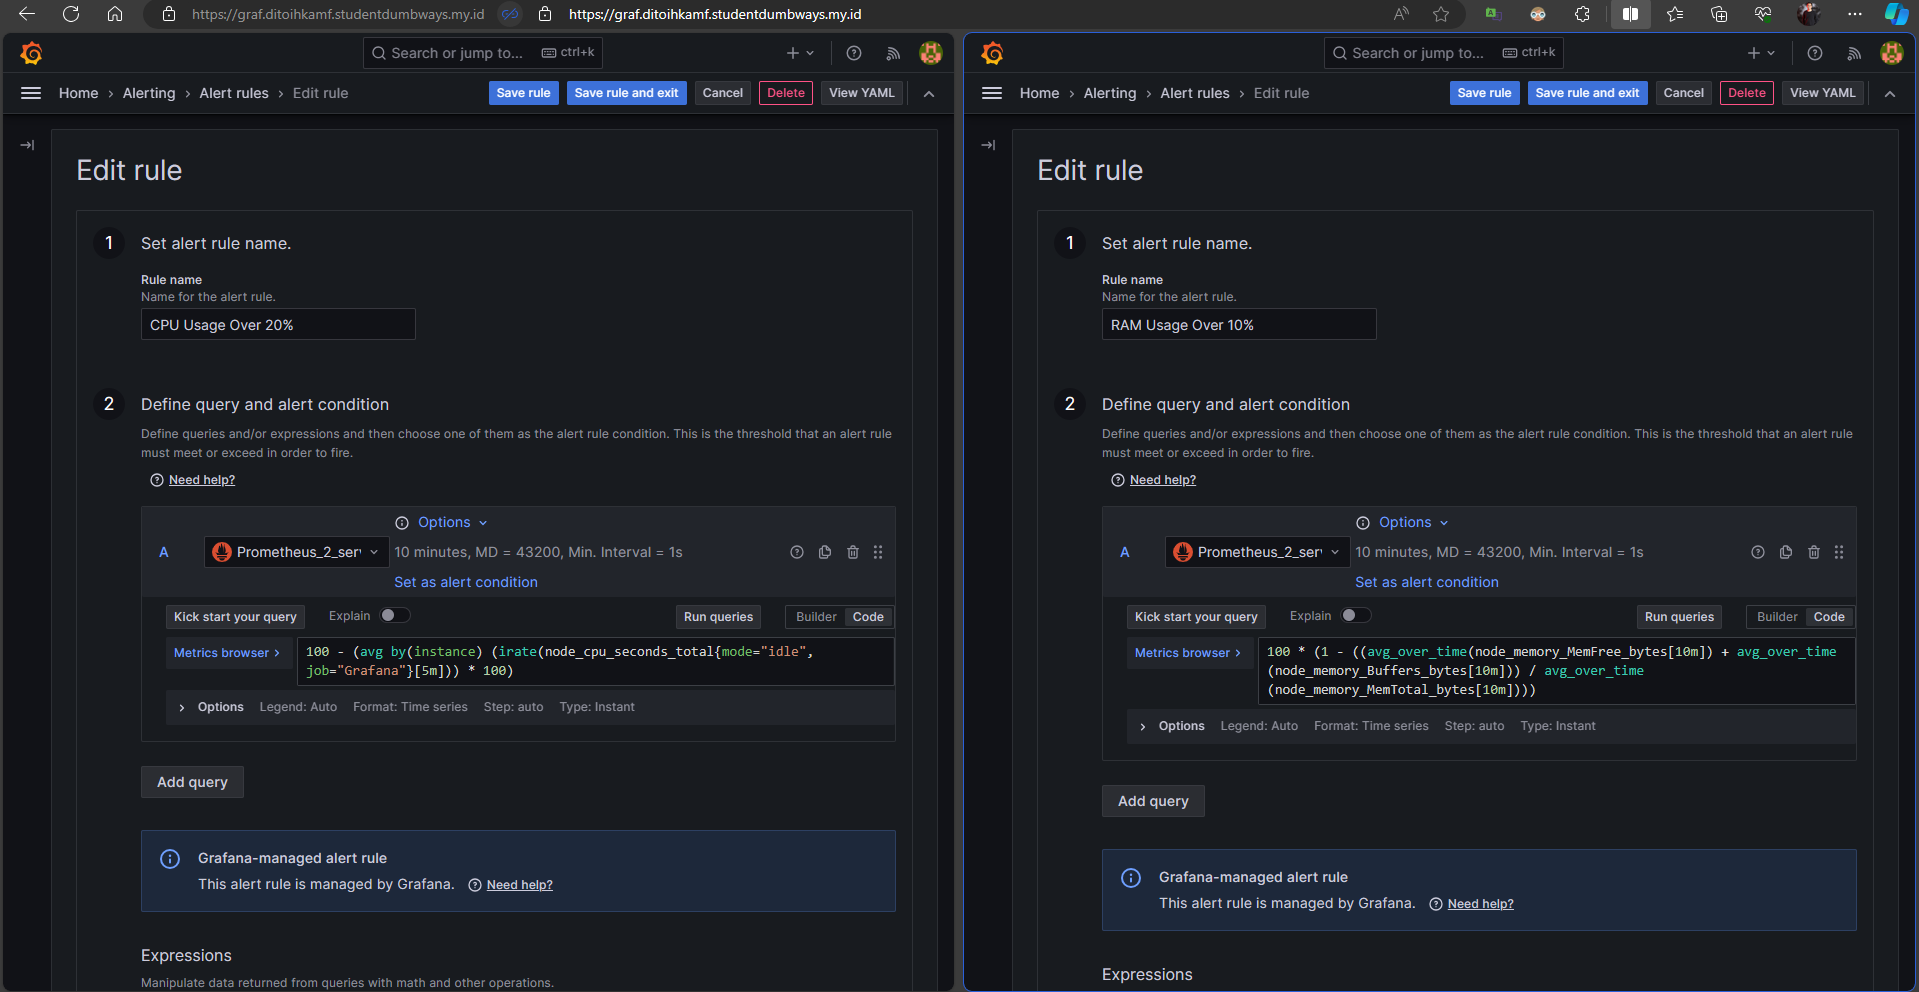 https://graf.ditoihkamf.studentdumbways.my.id
https://graf.ditoihkamf.studentdumbways.my.id
Search or jump to... ctrl+k
Home › Alerting › Alert rules › Edit rule
Save rule
Save rule and exit
Cancel
Delete
View YAML
Edit rule
1 Set alert rule name.
Rule name
Name for the alert rule.
CPU Usage Over 20%
2 Define query and alert condition
Define queries and/or expressions and then choose one of them as the alert rule condition. This is the threshold that an alert rule
must meet or exceed in order to fire.
Need help?
Options
A Prometheus_2_ser 10 minutes, MD = 43200, Min. Interval = 1s
Set as alert condition
Kick start your query Explain Run queries Builder Code
Metrics browser › 100 - (avg by(instance) (irate(node_cpu_seconds_total{mode="idle",
job="Grafana"}[5m])) * 100)
Options Legend: Auto Format: Time series Step: auto Type: Instant
Add query
Grafana-managed alert rule
This alert rule is managed by Grafana. Need help?
Expressions
Manipulate data returned from queries with math and other operations.
Search or jump to... ctrl+k
Home › Alerting › Alert rules › Edit rule
Save rule
Save rule and exit
Cancel
Delete
View YAML
Edit rule
1 Set alert rule name.
Rule name
Name for the alert rule.
RAM Usage Over 10%
2 Define query and alert condition
Define queries and/or expressions and then choose one of them as the alert rule condition. This is the threshold that an alert rule
must meet or exceed in order to fire.
Need help?
Options
A Prometheus_2_ser 10 minutes, MD = 43200, Min. Interval = 1s
Set as alert condition
Kick start your query Explain Run queries Builder Code
Metrics browser › 100 * (1 - ((avg_over_time(node_memory_MemFree_bytes[10m]) + avg_over_time
(node_memory_Buffers_bytes[10m])) / avg_over_time
(node_memory_MemTotal_bytes[10m])))
Options Legend: Auto Format: Time series Step: auto Type: Instant
Add query
Grafana-managed alert rule
This alert rule is managed by Grafana. Need help?
Expressions